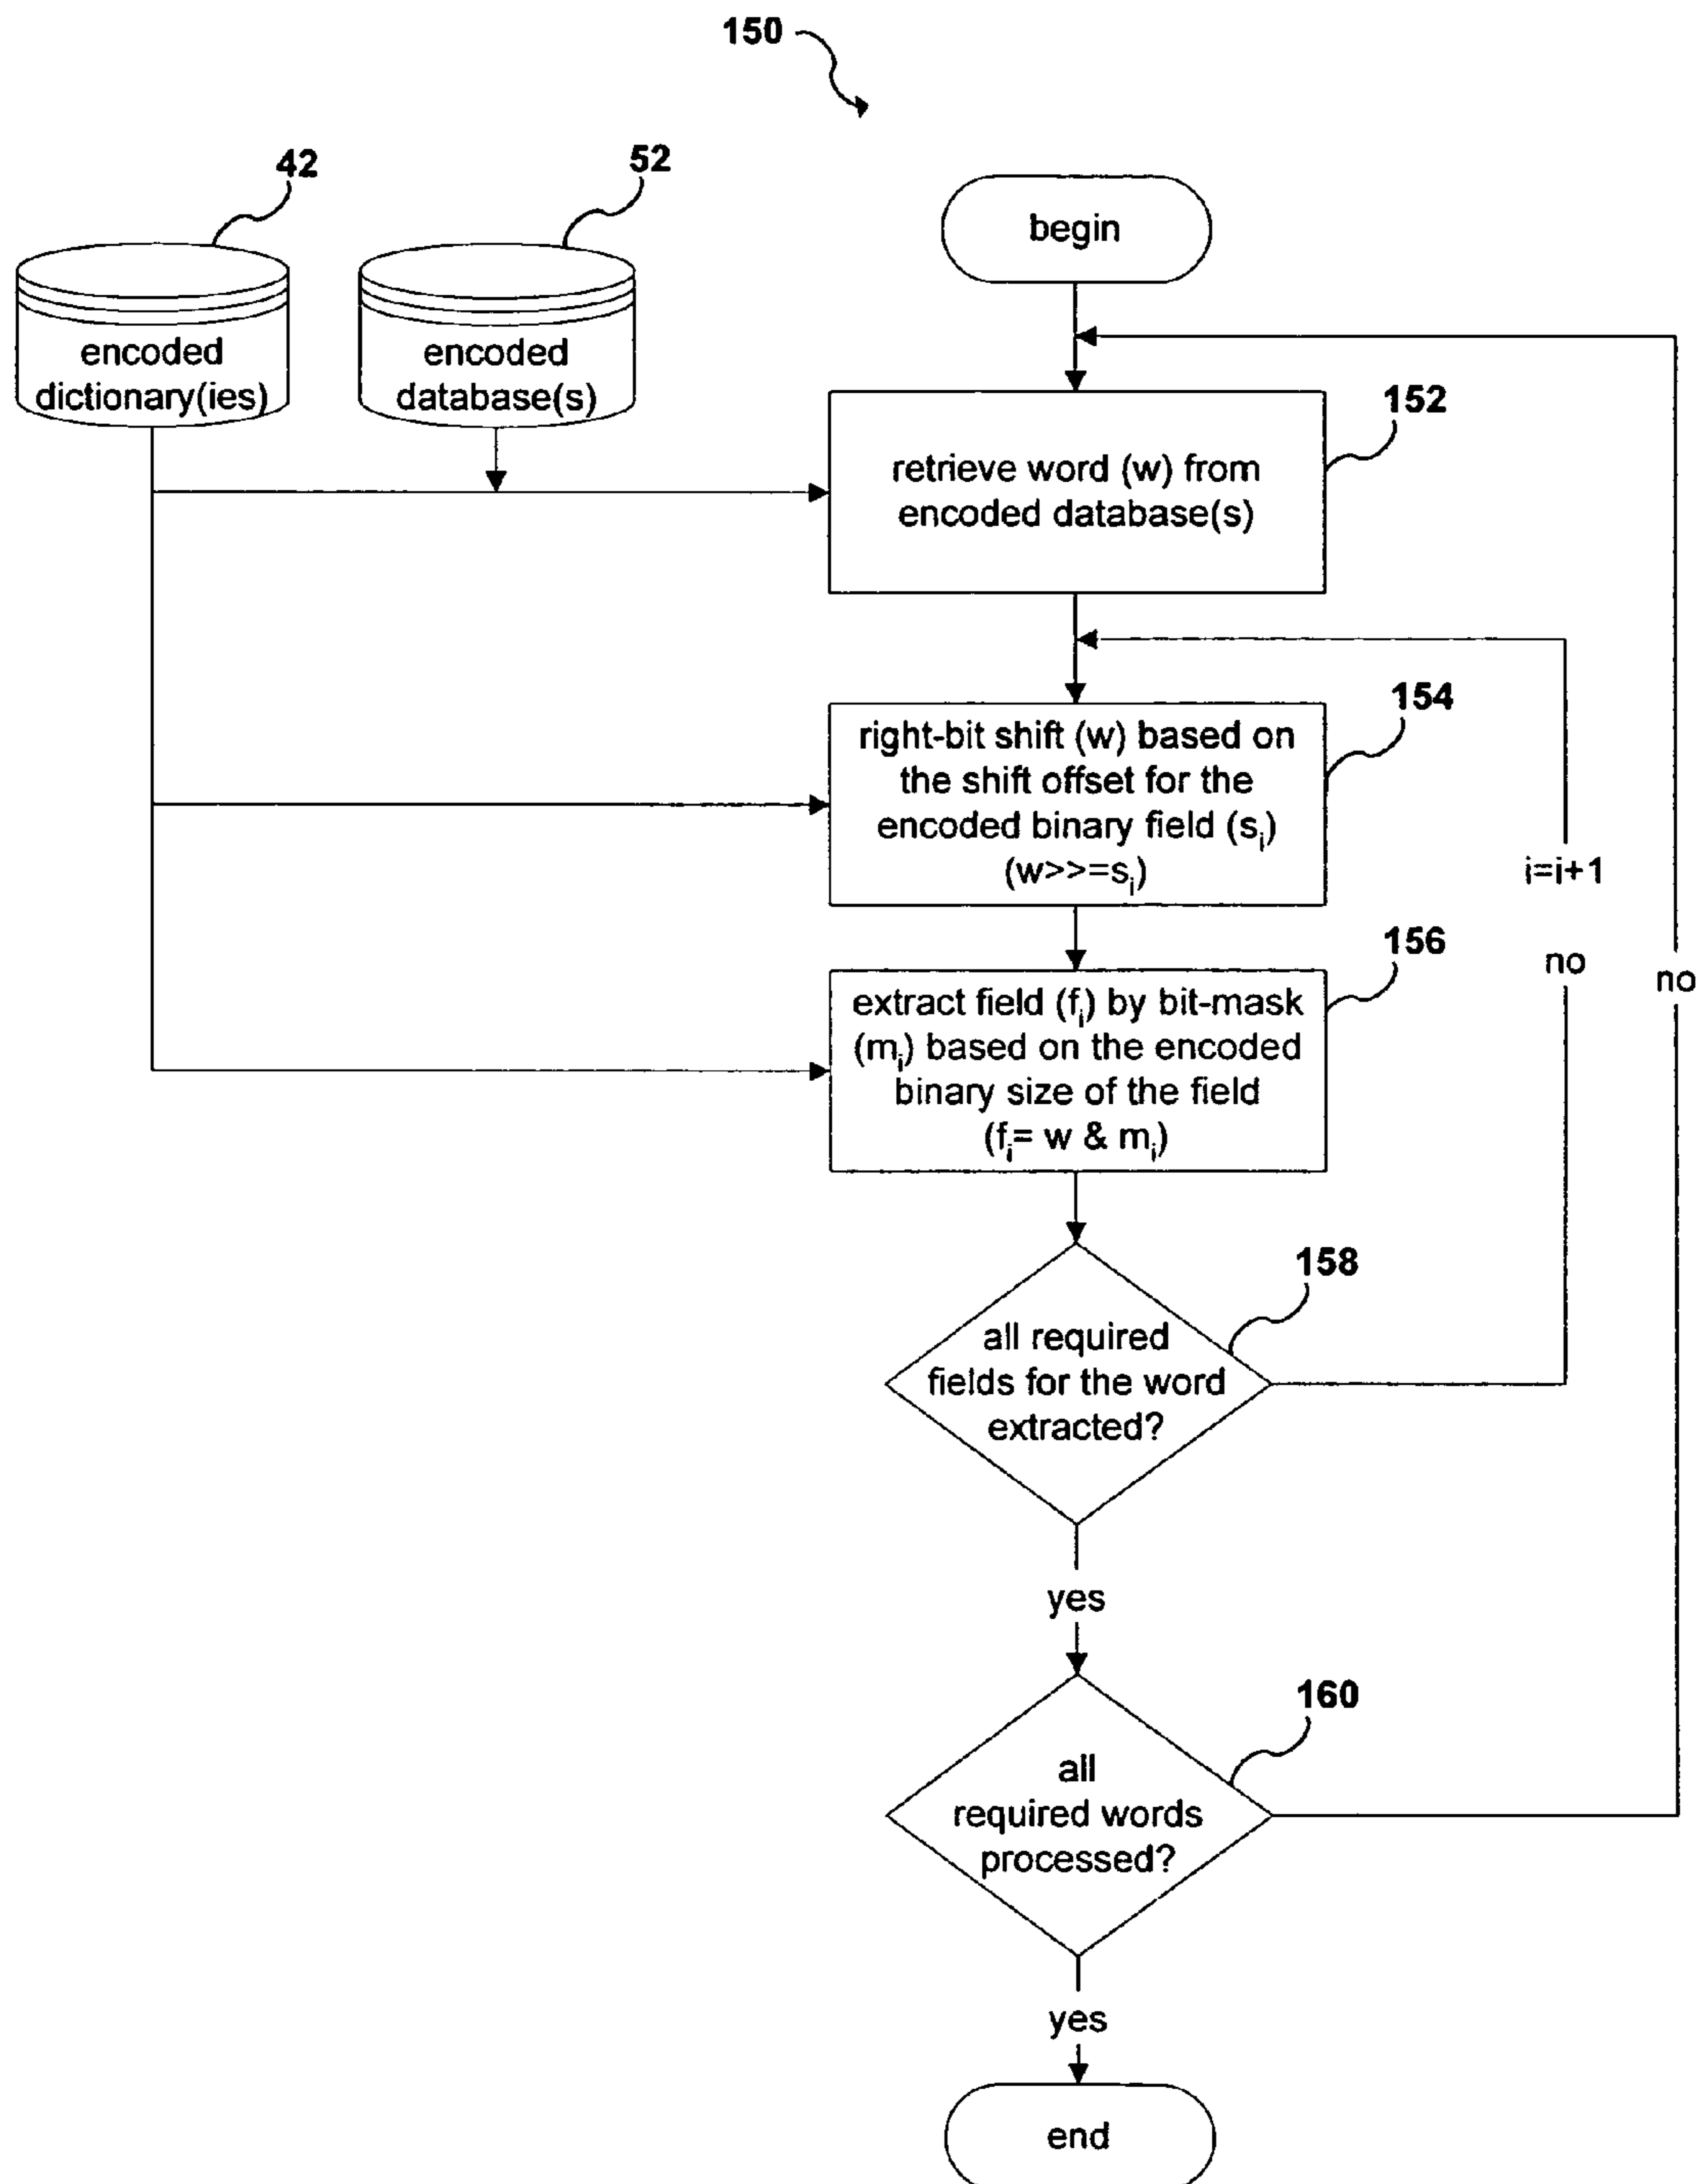 150
42
52
begin
encoded
dictionary(ies)
encoded
database(s)
152
retrieve word (w) from
encoded database(s)
154
right-bit shift (w) based on
the shift offset for the
encoded binary field (sᵢ)
(w>>=sᵢ)
i=i+1
156
no
no
extract field (fᵢ) by bit-mask
(mᵢ) based on the encoded
binary size of the field
(fᵢ= w & mᵢ)
158
all required
fields for the word
extracted?
yes
160
all
required words
processed?
yes
end